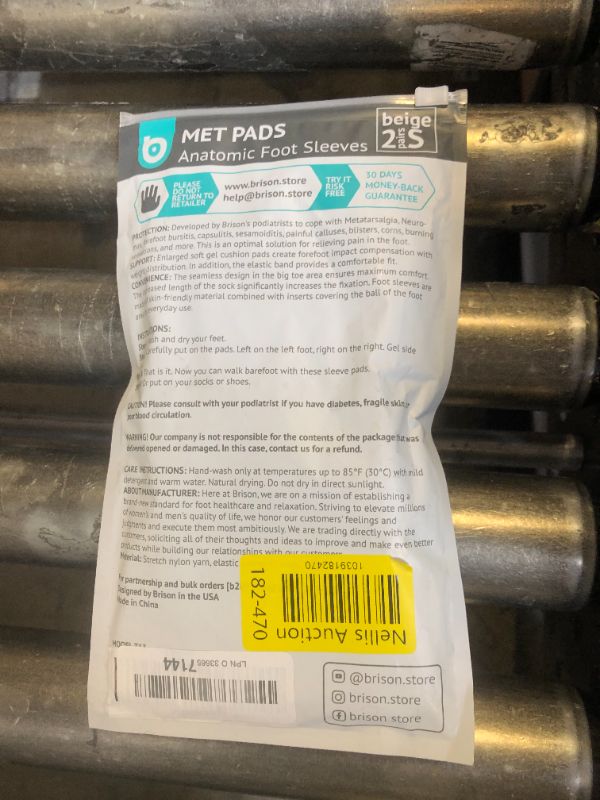 b MET PADS
Anatomic Foot Sleeves
beige
2 pairs S
PLEASE
DO NOT
RETURN TO
RETAILER
www.brison.store
help@brison.store
TRY IT
RISK
FREE
30 DAYS
MONEY-BACK
GUARANTEE
PROTECTION: Developed by Brison's podiatrists to cope with Metatarsalgia, Neuro-
forefoot bursitis, capsulitis, sesamoiditis, painful calluses, blisters, corns, burning
and more. This is an optimal solution for relieving pain in the foot.
SUPPORT: Enlarged soft gel cushion pads create forefoot impact compensation with
weight distribution. In addition, the elastic band provides a comfortable fit.
CONVENIENCE: The seamless design in the big toe area ensures maximum comfort.
The increased length of the sock significantly increases the fixation. Foot sleeves are
skin-friendly material combined with inserts covering the ball of the foot
everyday use.
and dry your feet.
Carefully put on the pads. Left on the left foot, right on the right. Gel side
That is it. Now you can walk barefoot with these sleeve pads.
Or put on your socks or shoes.
CAUTION! Please consult with your podiatrist if you have diabetes, fragile skin,
blood circulation.
WARNING! Our company is not responsible for the contents of the package that was
delivered opened or damaged. In this case, contact us for a refund.
CARE INSTRUCTIONS: Hand-wash only at temperatures up to 85°F (30°C) with mild
detergent and warm water. Natural drying. Do not dry in direct sunlight.
ABOUT MANUFACTURER: Here at Brison, we are on a mission of establishing a
brand-new standard for foot healthcare and relaxation. Striving to elevate millions
of women's and men's quality of life, we honor our customers' feelings and
judgments and execute them most ambitiously. We are trading directly with the
customers, soliciting all of their thoughts and ideas to improve and make even better
products while building our relationships with our customers.
Material: Stretch nylon yarn, elastic
For partnership and bulk orders [b2
Designed by Brison in the USA
Made in China
1039182470
182-470
Nellis Auction
LPN O 33665 7144
@brison.store
brison.store
brison store